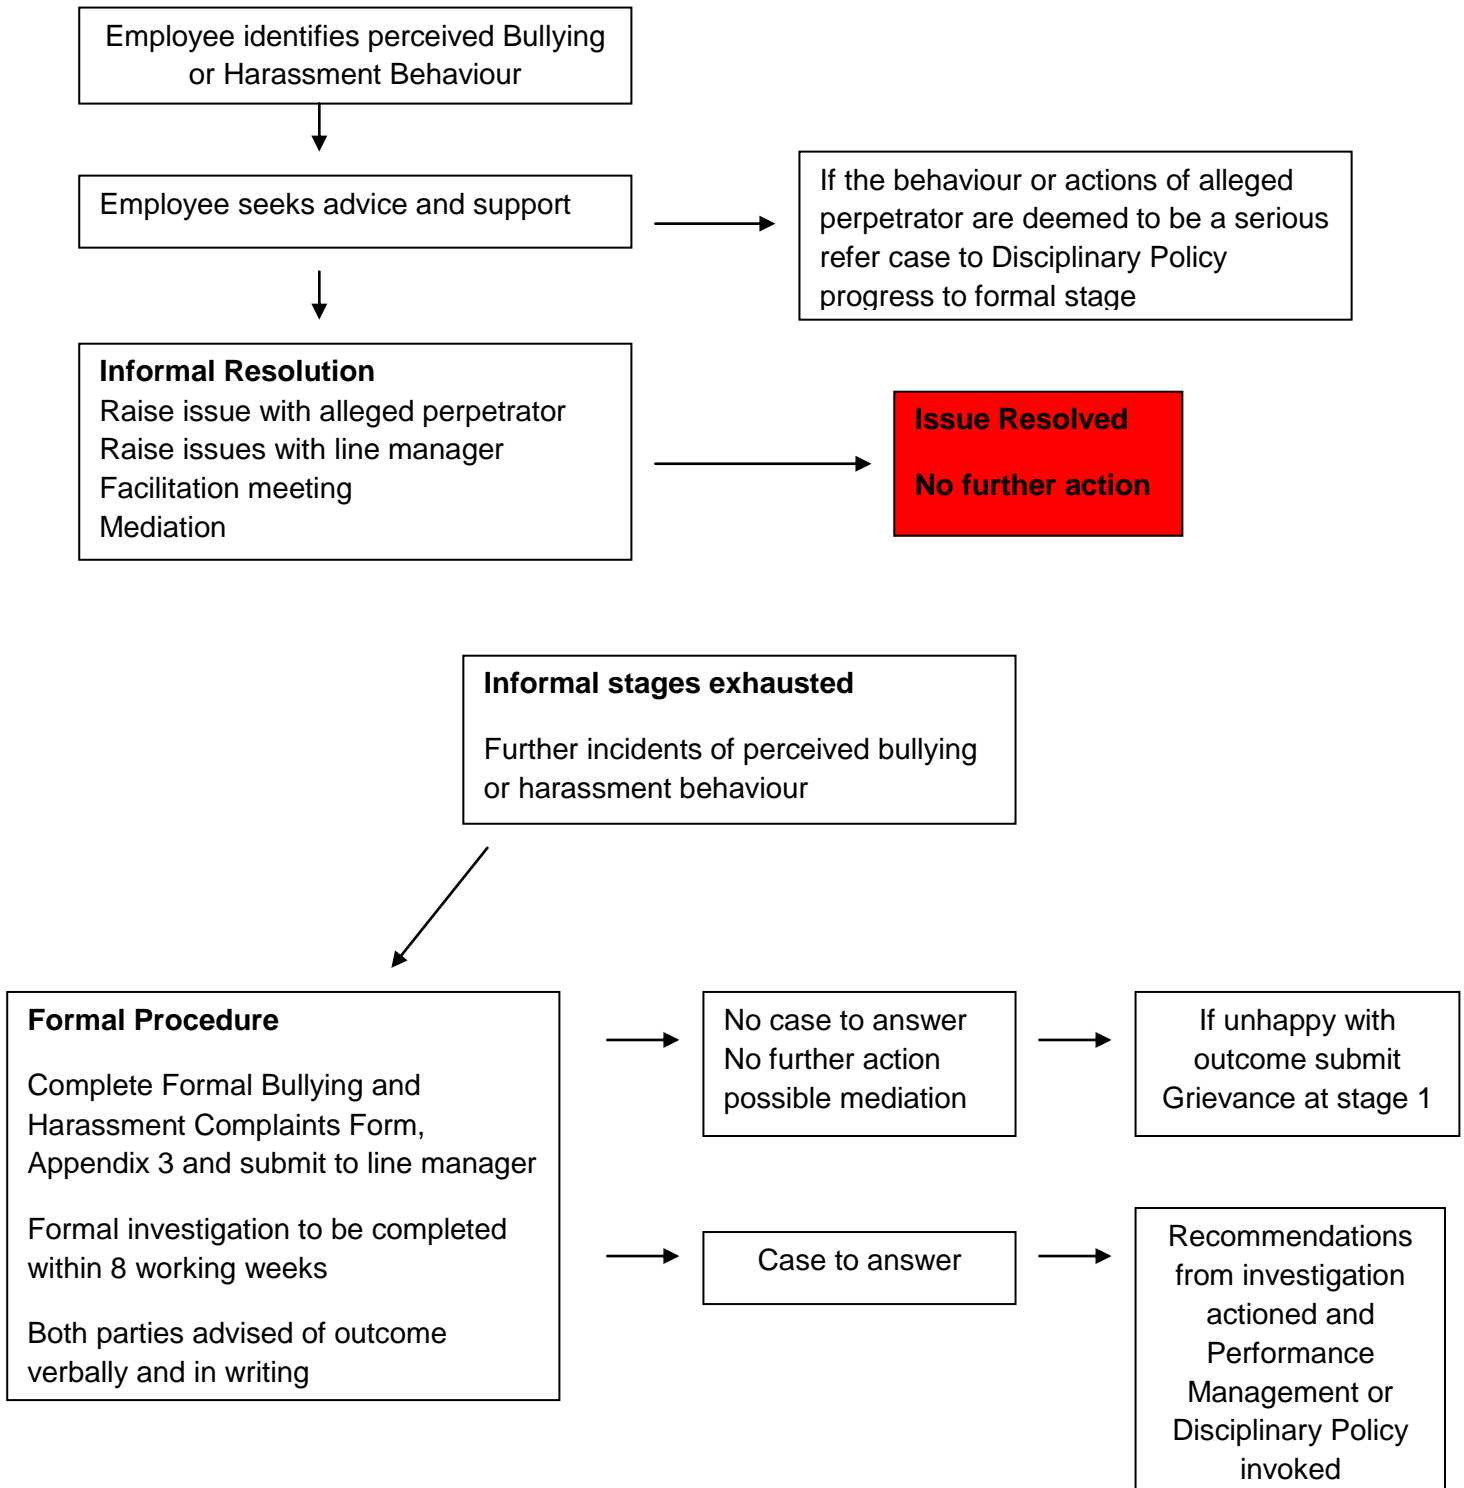 Employee identifies perceived Bullying
or Harassment Behaviour
Employee seeks advice and support
If the behaviour or actions of alleged
perpetrator are deemed to be a serious
refer case to Disciplinary Policy
progress to formal stage
Informal Resolution
Raise issue with alleged perpetrator
Raise issues with line manager
Facilitation meeting
Mediation
Issue Resolved
No further action
Informal stages exhausted
Further incidents of perceived bullying
or harassment behaviour
Formal Procedure
Complete Formal Bullying and
Harassment Complaints Form,
Appendix 3 and submit to line manager
Formal investigation to be completed
within 8 working weeks
Both parties advised of outcome
verbally and in writing
No case to answer
No further action
possible mediation
If unhappy with
outcome submit
Grievance at stage 1
Case to answer
Recommendations
from investigation
actioned and
Performance
Management or
Disciplinary Policy
invoked